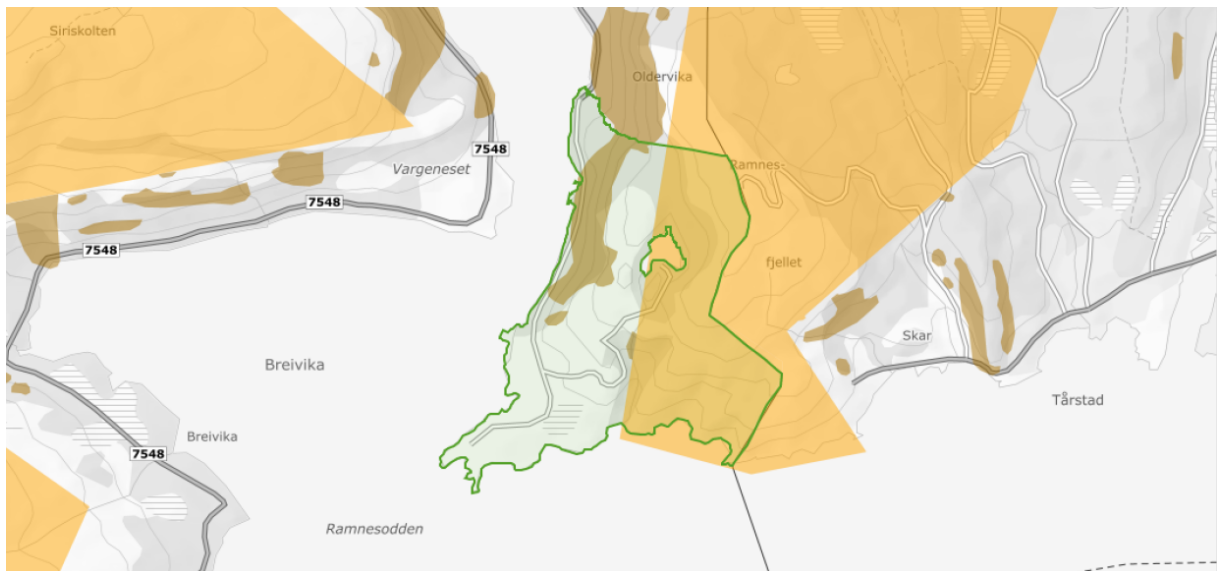 Siriskolten
Oldervika
7548
Vargeneset
Ramnes-
7548
7548
fjellet
Skar
Breivika
Tårstad
Breivika
7548
Ramnesodden